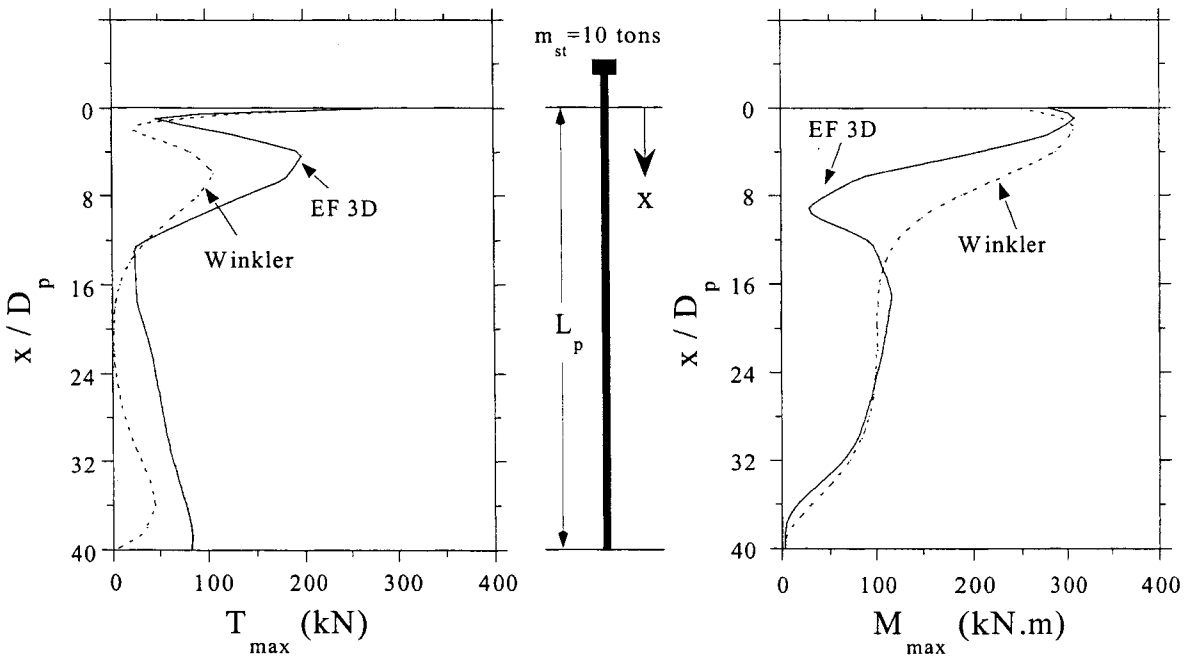 m_st=10 tons
0
8
16
24
32
40
x / D_p
EF 3D
Winkler
0
100
200
300
400
T_max (kN)
x
L_p
0
8
16
24
32
40
x / D_p
EF 3D
Winkler
0
100
200
300
400
M_max (kN.m)